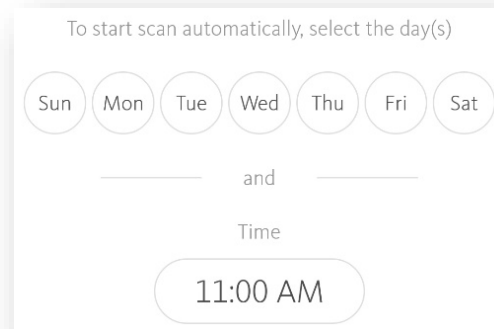 To start scan automatically, select the day(s)
Sun Mon Tue Wed Thu Fri Sat
and
Time
11:00 AM